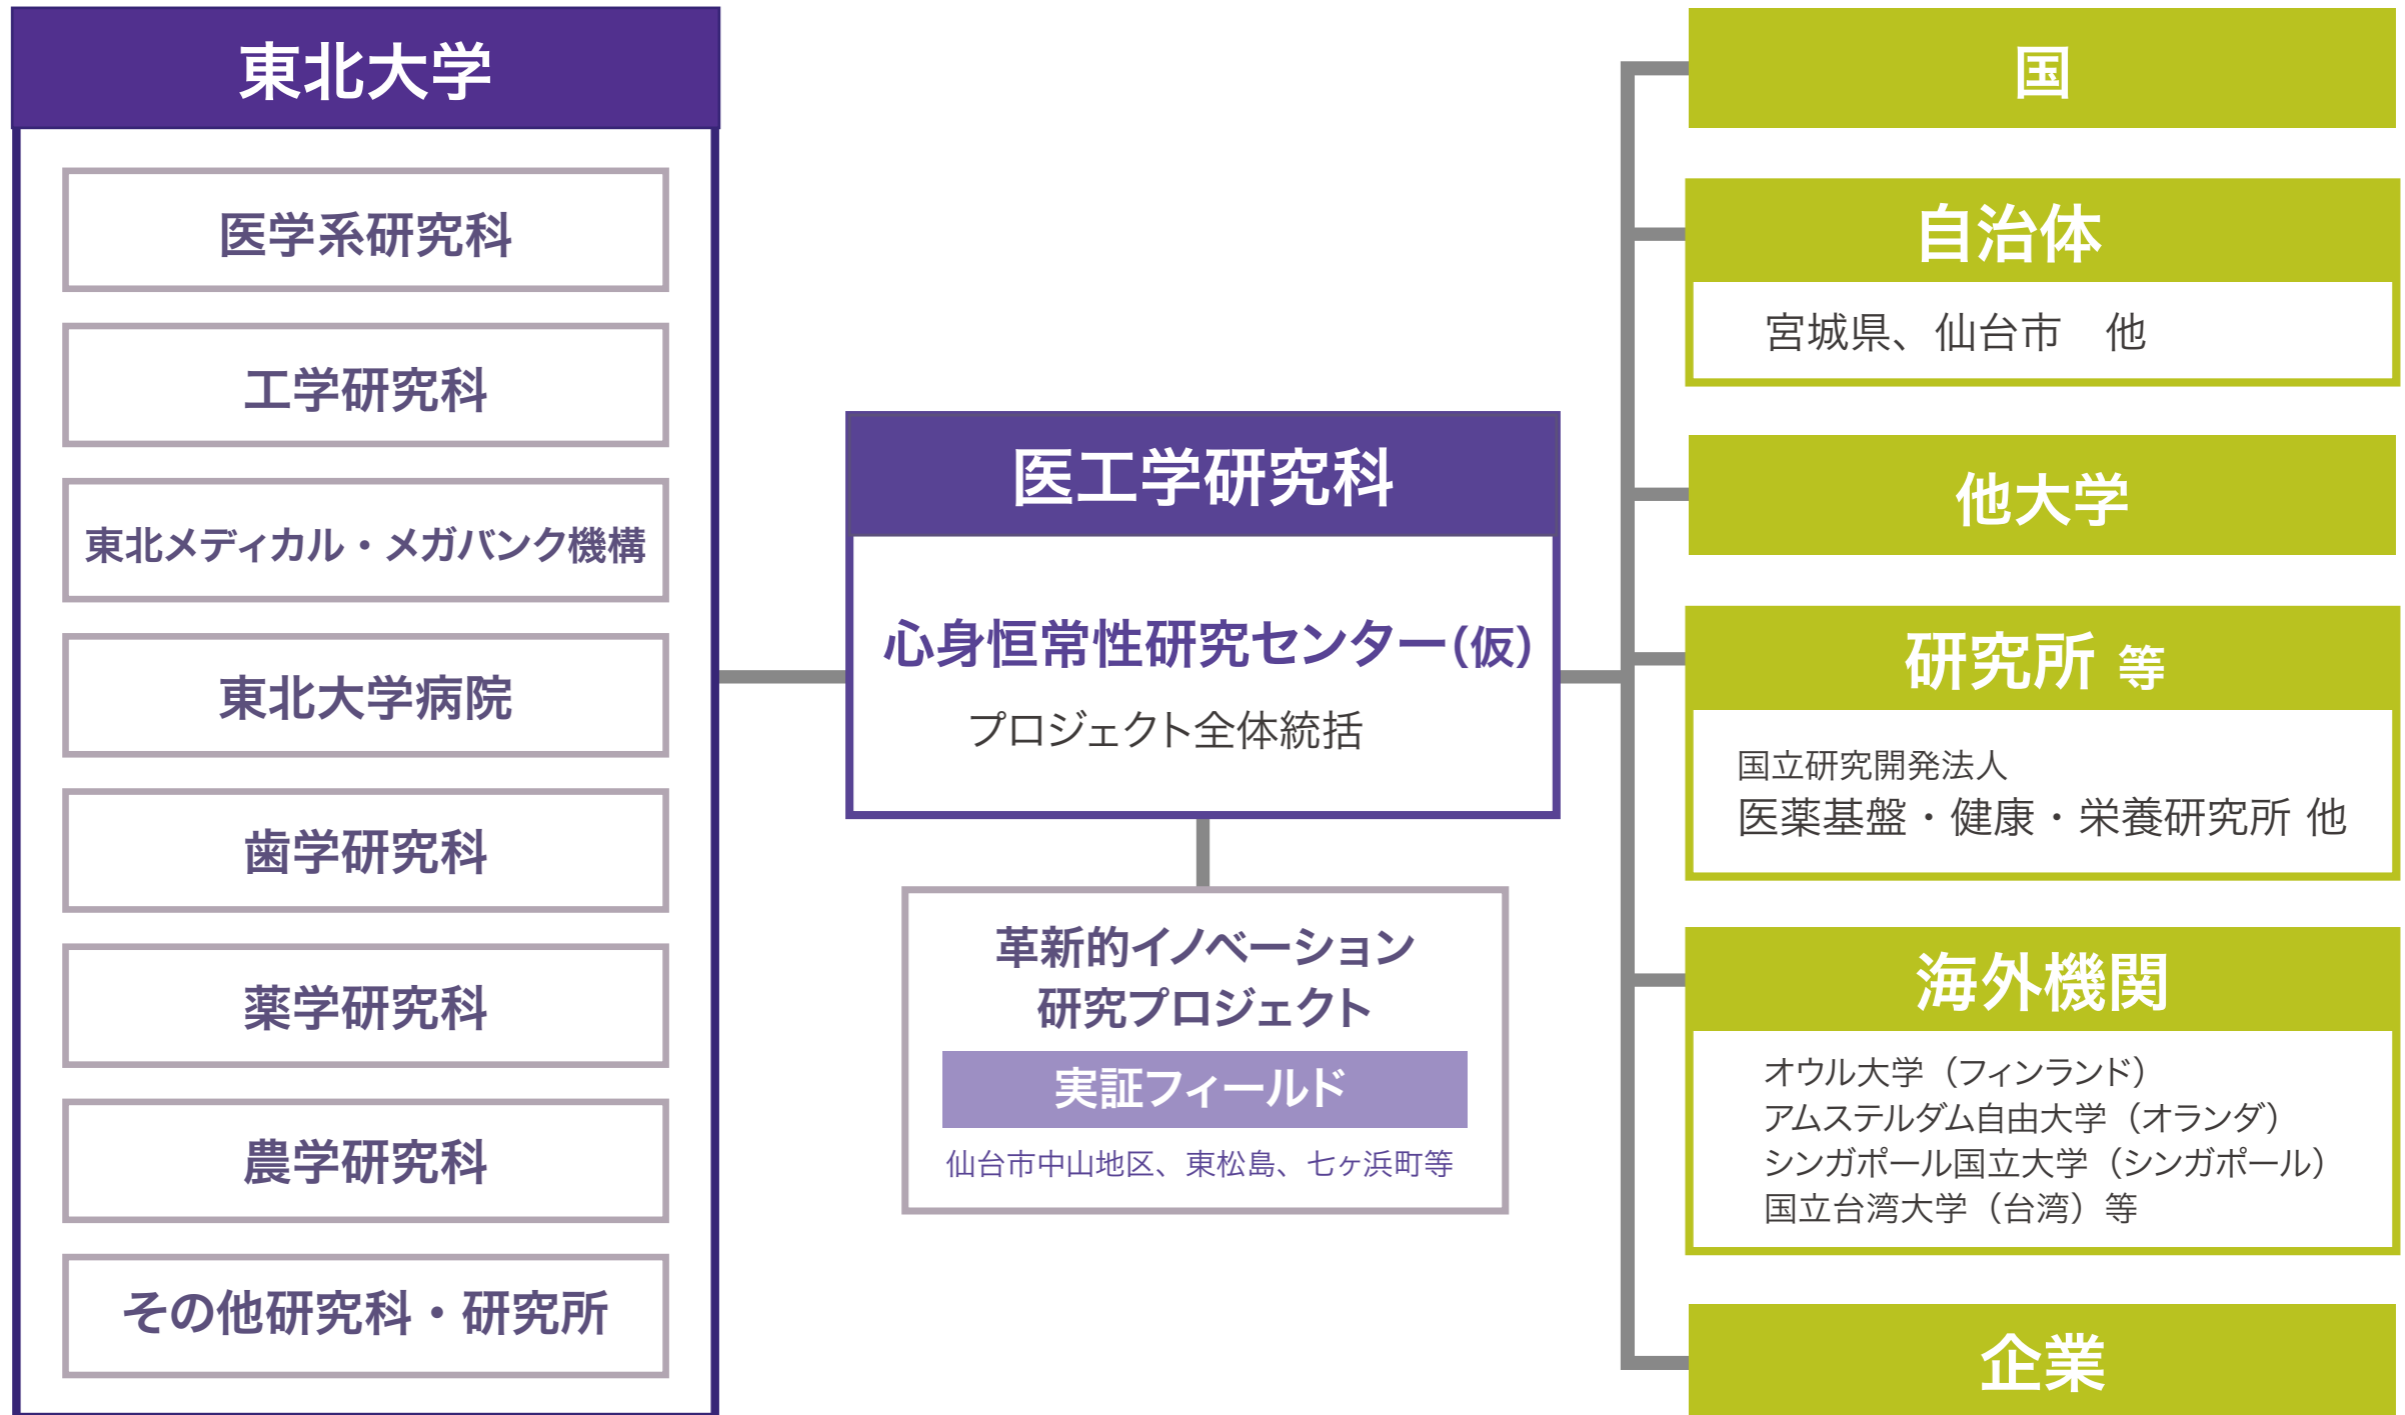 東北大学
医学系研究科
工学研究科
東北メディカル・メガバンク機構
東北大学病院
歯学研究科
薬学研究科
農学研究科
その他研究科・研究所
医工学研究科
心身恒常性研究センター(仮)
プロジェクト全体統括
革新的イノベーション
研究プロジェクト
実証フィールド
仙台市中山地区、東松島、七ヶ浜町等
国
自治体
宮城県、仙台市　他
他大学
研究所 等
国立研究開発法人
医薬基盤・健康・栄養研究所 他
海外機関
オウル大学（フィンランド）
アムステルダム自由大学（オランダ）
シンガポール国立大学（シンガポール）
国立台湾大学（台湾）等
企業